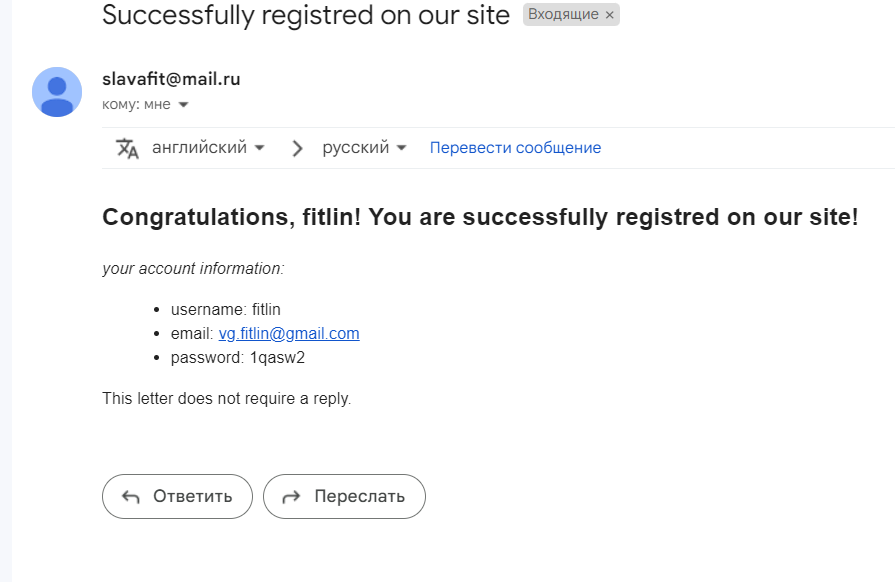 Successfully registred on our site Входящие ×
slavafit@mail.ru
кому: мне
английский русский Перевести сообщение
Congratulations, fitlin! You are successfully registred on our site!
your account information:
• username: fitlin
• email: vg.fitlin@gmail.com
• password: 1qasw2
This letter does not require a reply.
Ответить Переслать